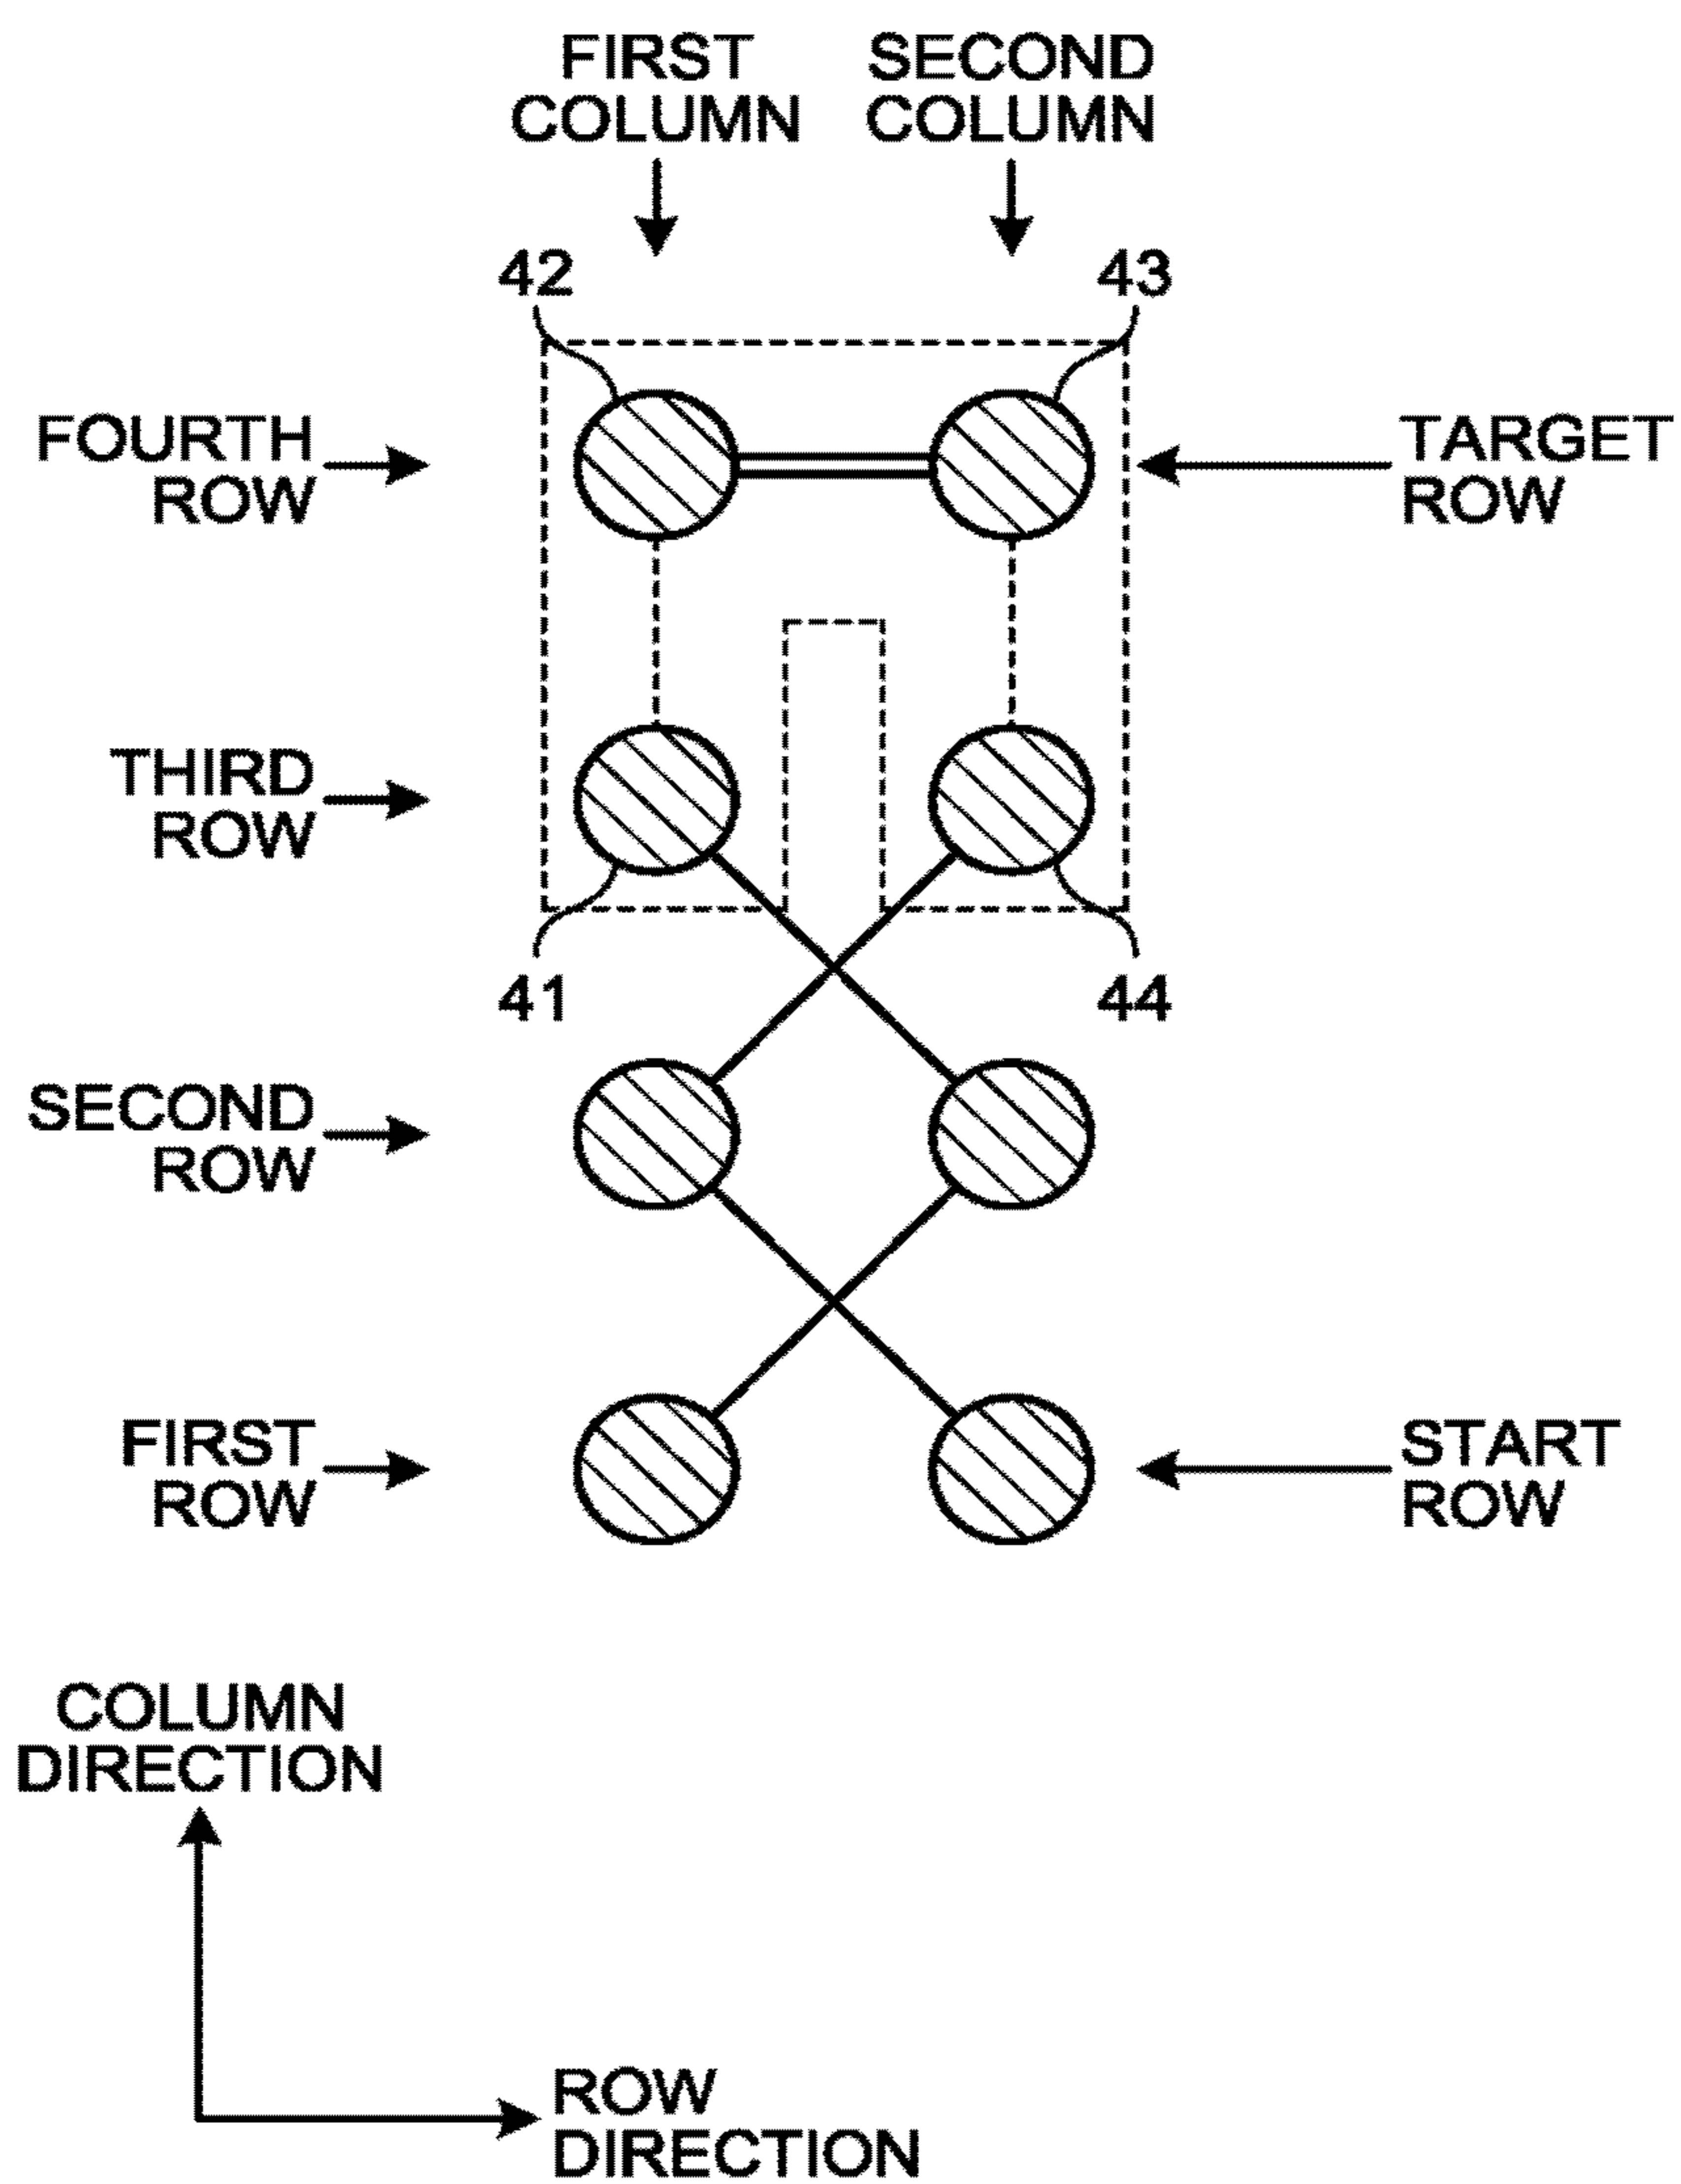 FIRST
COLUMN
SECOND
COLUMN
42
43
FOURTH
ROW
TARGET
ROW
THIRD
ROW
41
44
SECOND
ROW
FIRST
ROW
START
ROW
COLUMN
DIRECTION
ROW
DIRECTION